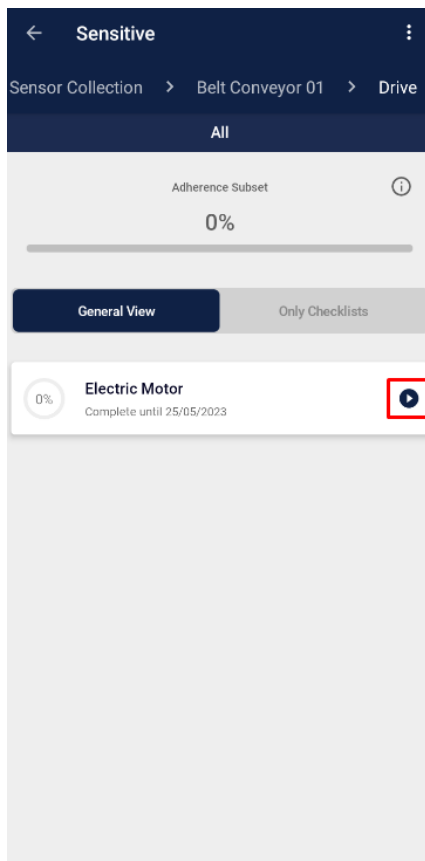 Sensitive
Sensor Collection > Belt Conveyor 01 > Drive
All
Adherence Subset
0%
General View
Only Checklists
0%
Electric Motor
Complete until 25/05/2023